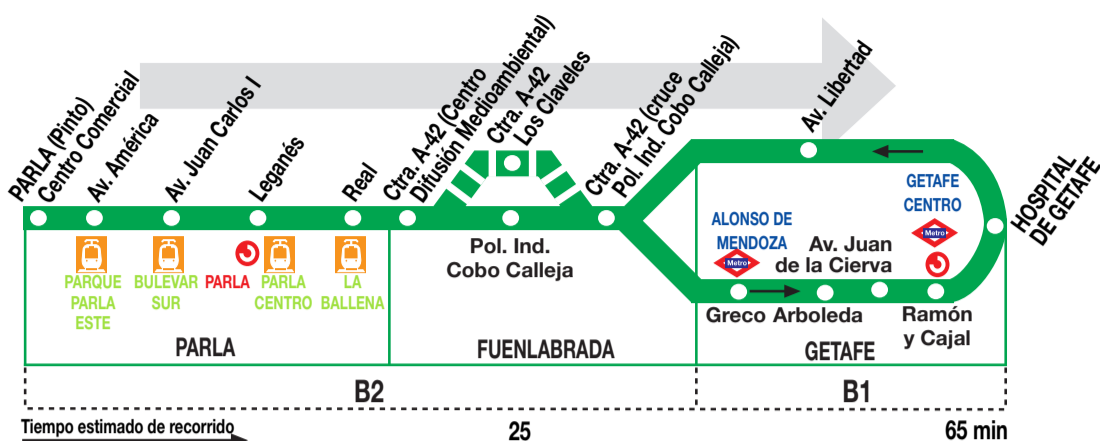 PARLA (Pinto)
Centro Comercial
Av. América
Av. Juan Carlos I
Leganés
Real
Ctra. A-42 (Centro
Difusión Medioambiental)
Ctra. A-42
Los Claveles
Ctra. A-42 (cruce
Pol. Ind. Cobo Calleja)
Av. Libertad
HOSPITAL
DE GETAFE
GETAFE
CENTRO
Metro
ALONSO DE
MENDOZA
Metro
Av. Juan
de la Cierva
Pol. Ind.
Cobo Calleja
PARQUE
PARLA
ESTE
BULEVAR
SUR
PARLA
PARLA
CENTRO
LA
BALLENA
Greco
Arboleda
Ramón
y Cajal
PARLA
FUENLABRADA
GETAFE
B2
B1
Tiempo estimado de recorrido
25
65 min